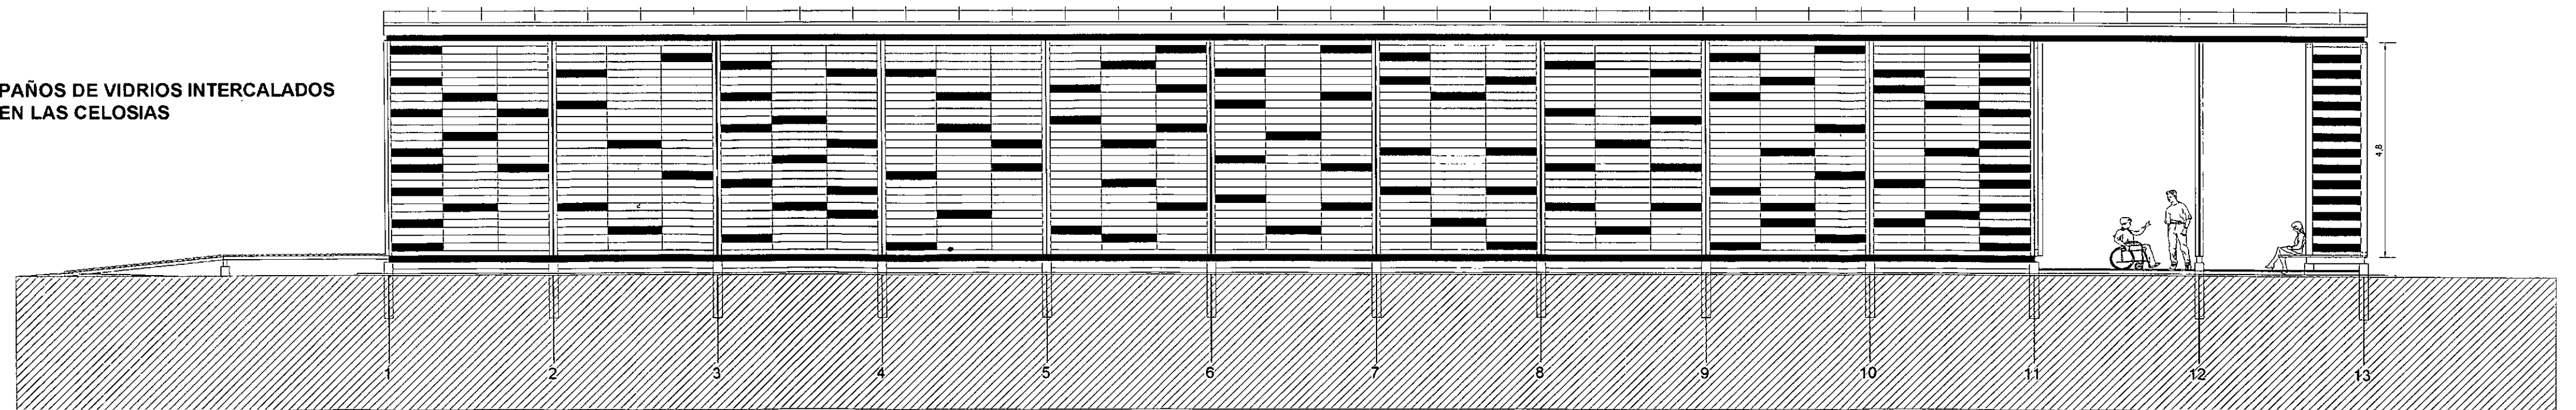 PAÑOS DE VIDRIOS INTERCALADOS
EN LAS CELOSIAS
4,8
1 2 3 4 5 6 7 8 9 10 11 12 13